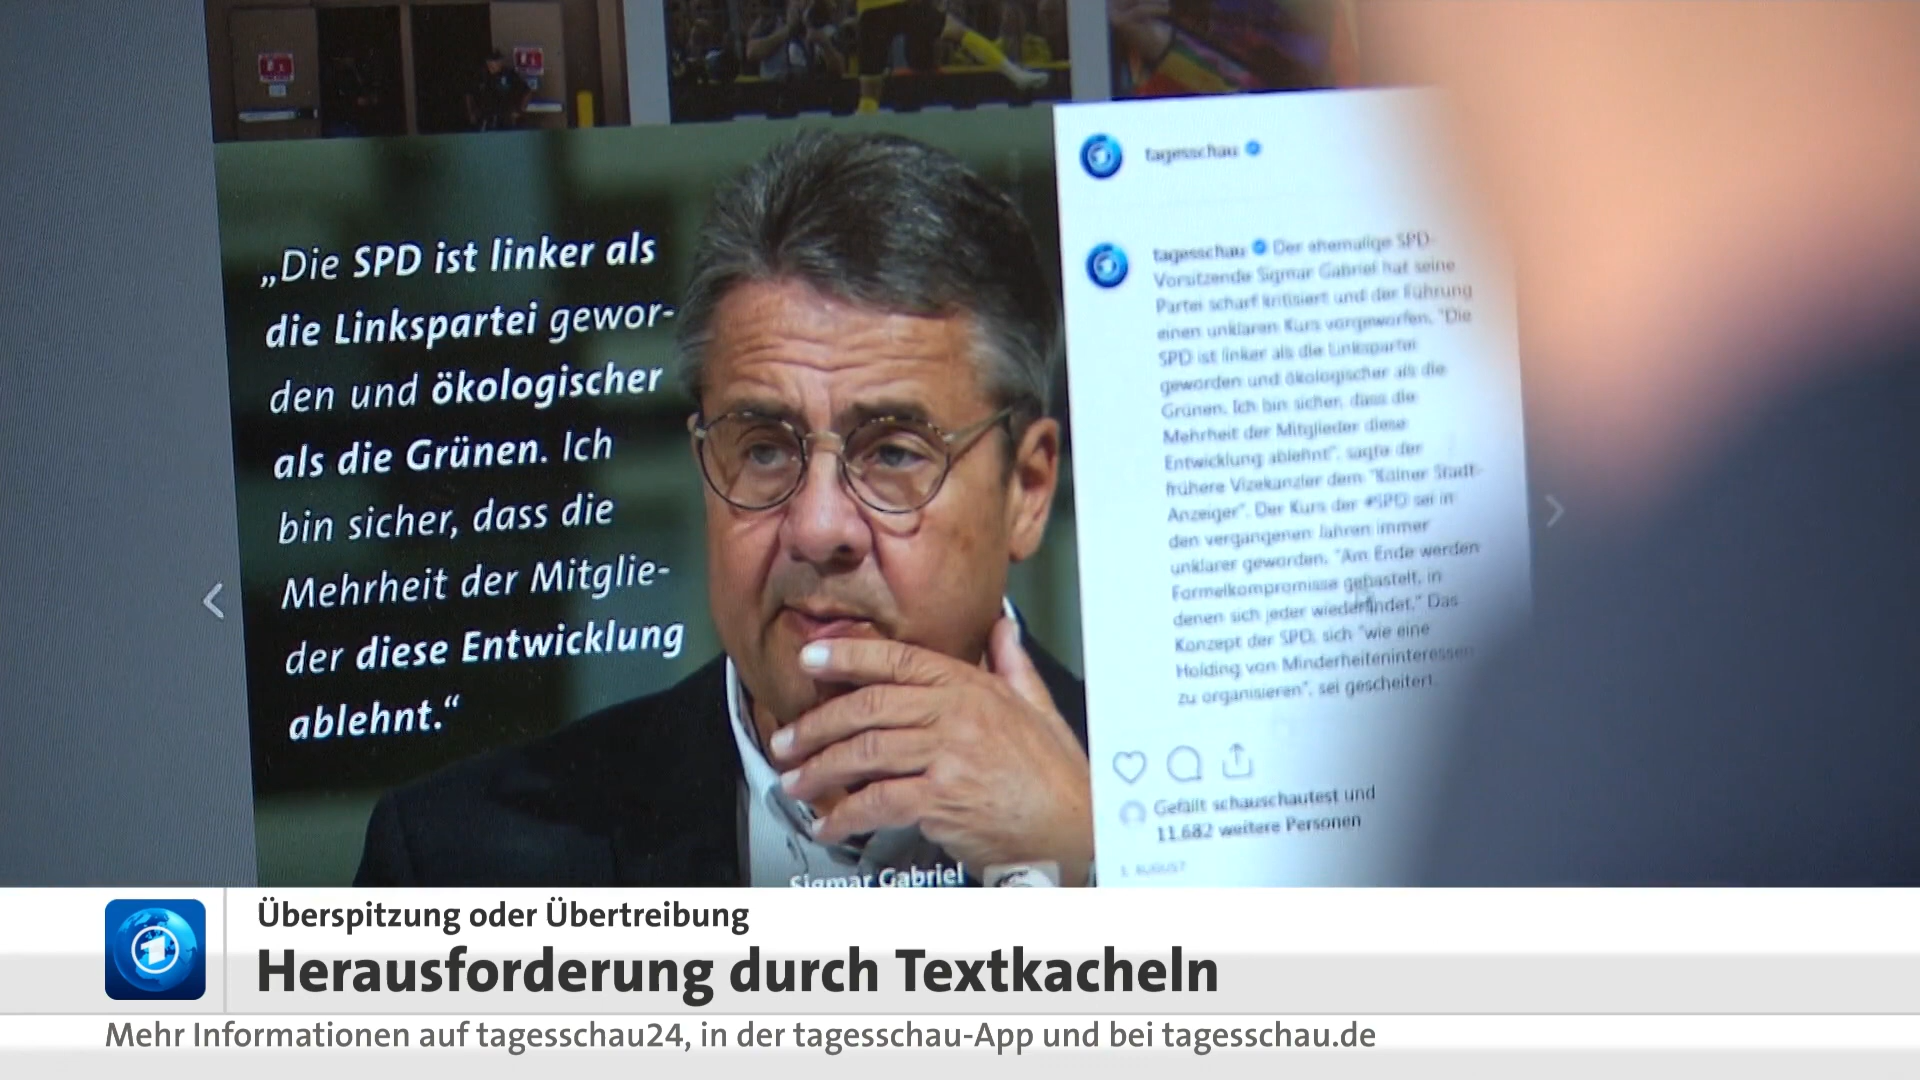 „Die SPD ist linker als
die Linkspartei gewor-
den und ökologischer
als die Grünen. Ich
bin sicher, dass die
Mehrheit der Mitglie-
der diese Entwicklung
ablehnt.“
Sigmar Gabriel
tagesschau
tagesschau Der ehemalige SPD-
Vorsitzende Sigmar Gabriel hat seine
Partei scharf kritisiert und der Führung
einen unklaren Kurs vorgeworfen. "Die
SPD ist linker als die Linkspartei
geworden und ökologischer als die
Grünen. Ich bin sicher, dass die
Mehrheit der Mitglieder diese
Entwicklung ablehnt", sagte der
frühere Vizekanzler dem "Kölner Stadt-
Anzeiger". Der Kurs der #SPD sei in
den vergangenen Jahren immer
unklarer geworden. "Am Ende werden
Formelkompromisse gebastelt, in
denen sich jeder wiederfindet." Das
Konzept der SPD, sich "wie eine
Holding von Minderheiteninteressen
zu organisieren", sei gescheitert.
Gefällt schauschautest und
11.682 weitere Personen
AUGUST
Überspitzung oder Übertreibung
Herausforderung durch Textkacheln
Mehr Informationen auf tagesschau24, in der tagesschau-App und bei tagesschau.de